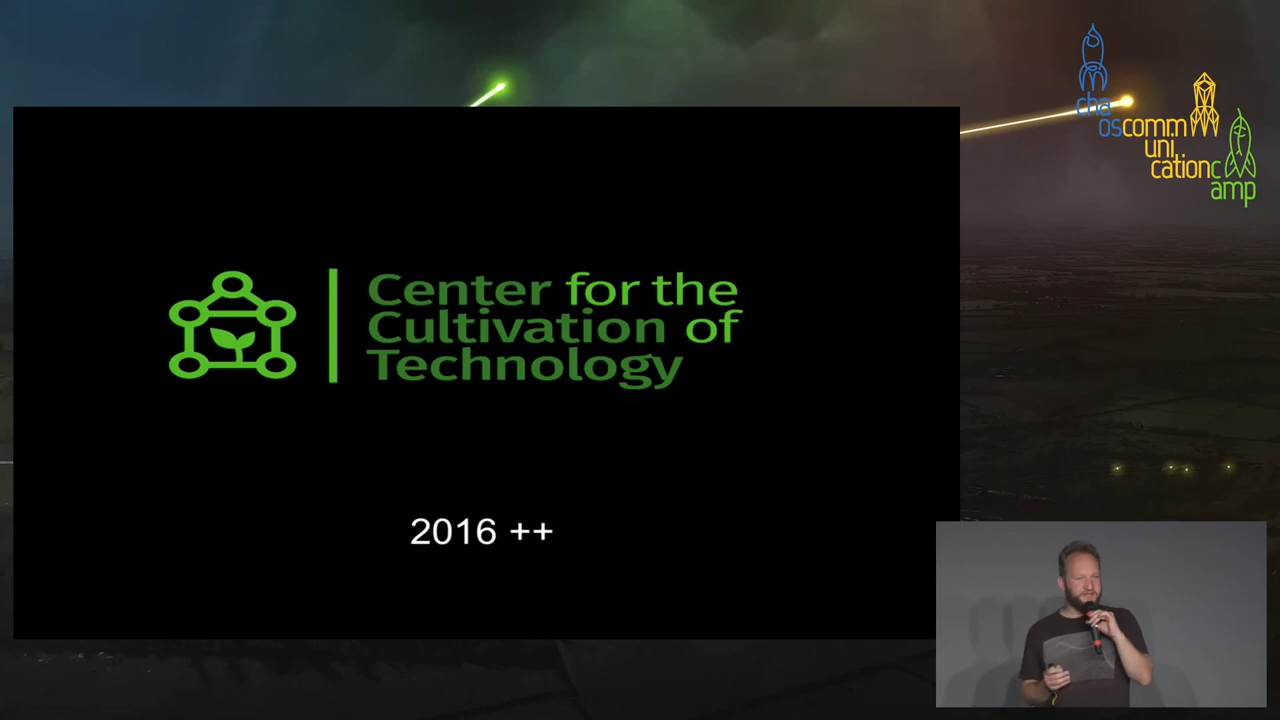 cha
oscomm
uni
cationc
amp
Center for the
Cultivation of
Technology
2016 ++